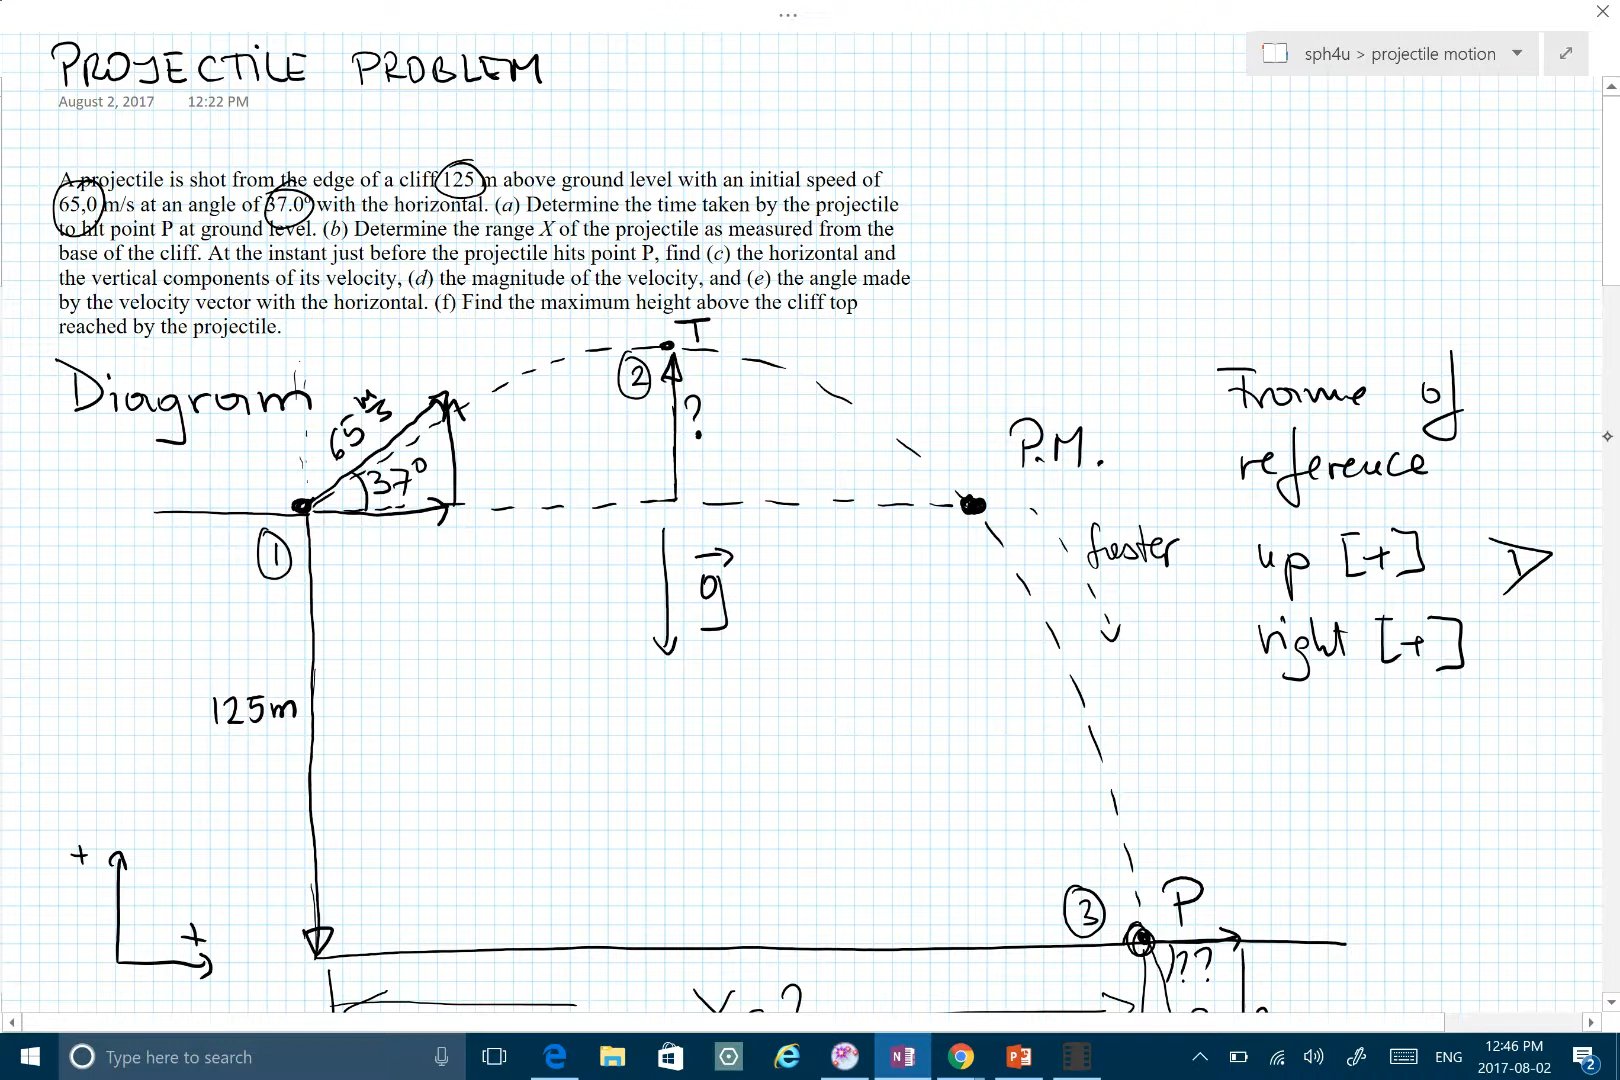 PROJECTILE PROBLEM
sph4u > projectile motion
August 2, 2017 12:22 PM
A projectile is shot from the edge of a cliff 125 m above ground level with an initial speed of
65,0 m/s at an angle of 37.0° with the horizontal. (a) Determine the time taken by the projectile
to hit point P at ground level. (b) Determine the range X of the projectile as measured from the
base of the cliff. At the instant just before the projectile hits point P, find (c) the horizontal and
the vertical components of its velocity, (d) the magnitude of the velocity, and (e) the angle made
by the velocity vector with the horizontal. (f) Find the maximum height above the cliff top
reached by the projectile.
Diagram
65 m/s
37°
1
2
T
?
g
P.M.
faster
Frame of
reference
up [+]
right [+]
125m
+
+
3
P
??
X = ?
Type here to search
ENG
12:46 PM
2017-08-02
2